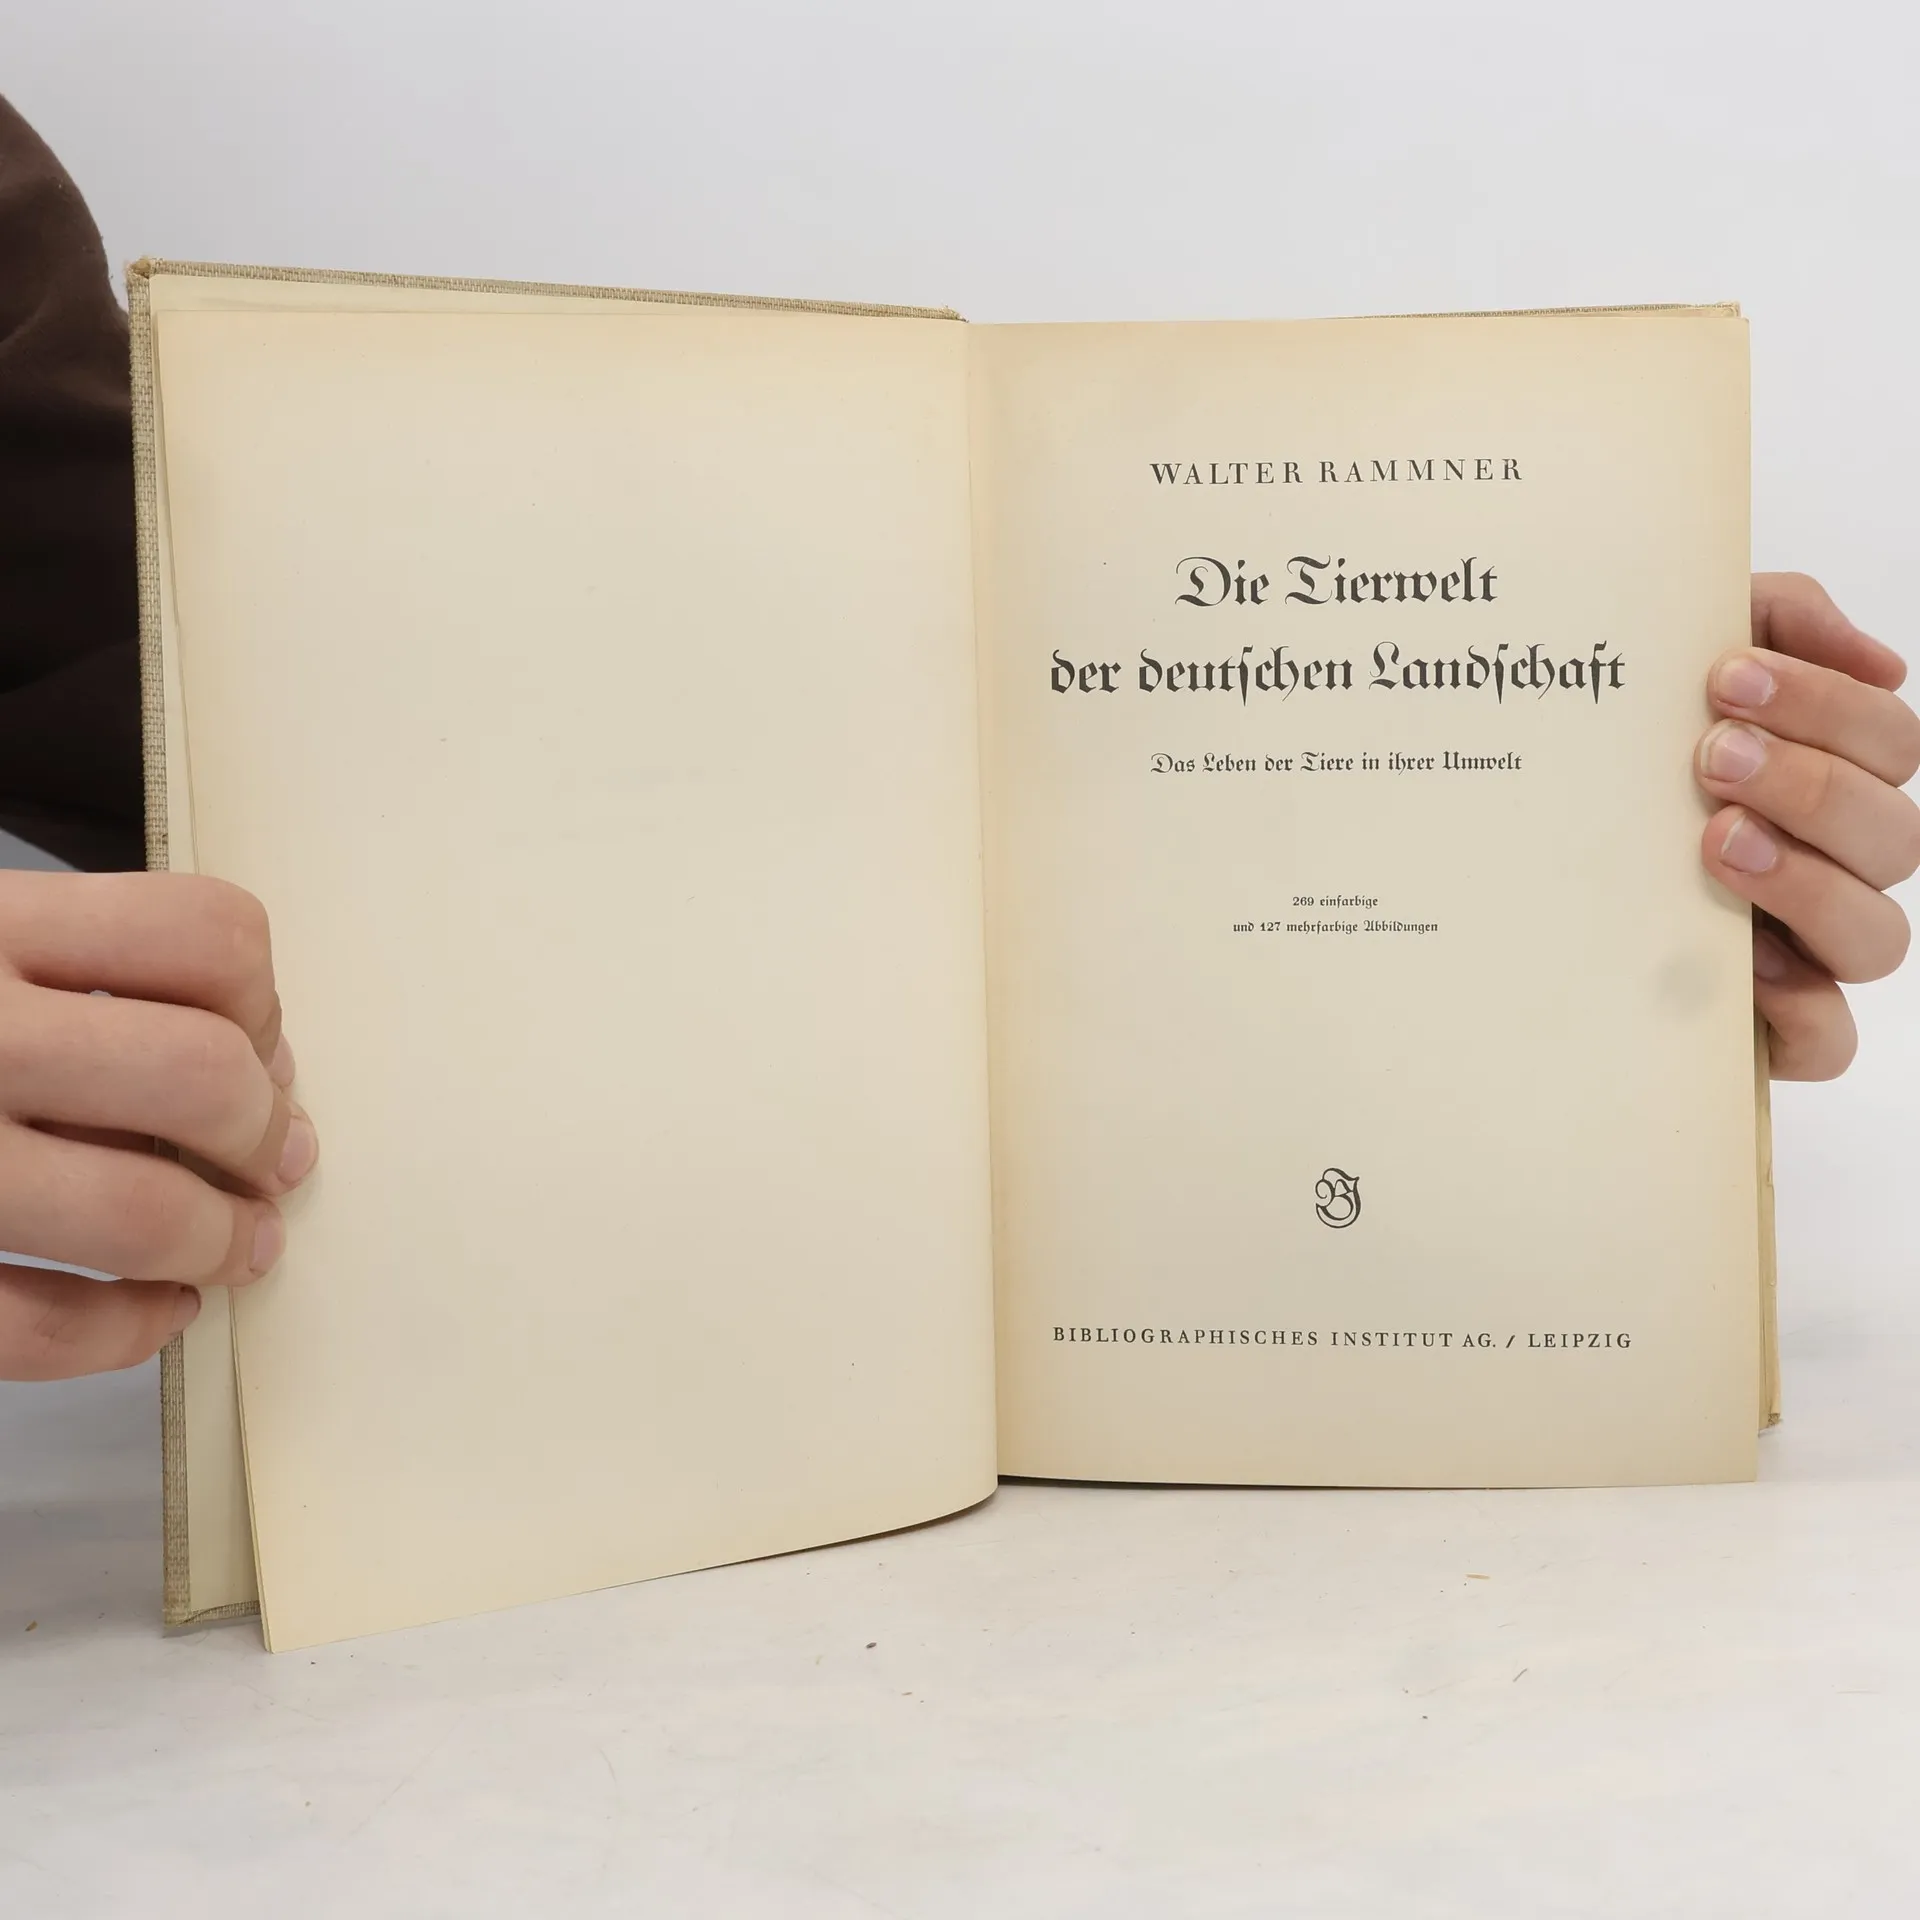 WALTER RAMMNER
Die Tierwelt
der deutſchen Landſchaft
Das Leben der Tiere in ihrer Umwelt
269 einfarbige
und 127 mehrfarbige Abbildungen
BI
BIBLIOGRAPHISCHES INSTITUT AG. / LEIPZIG